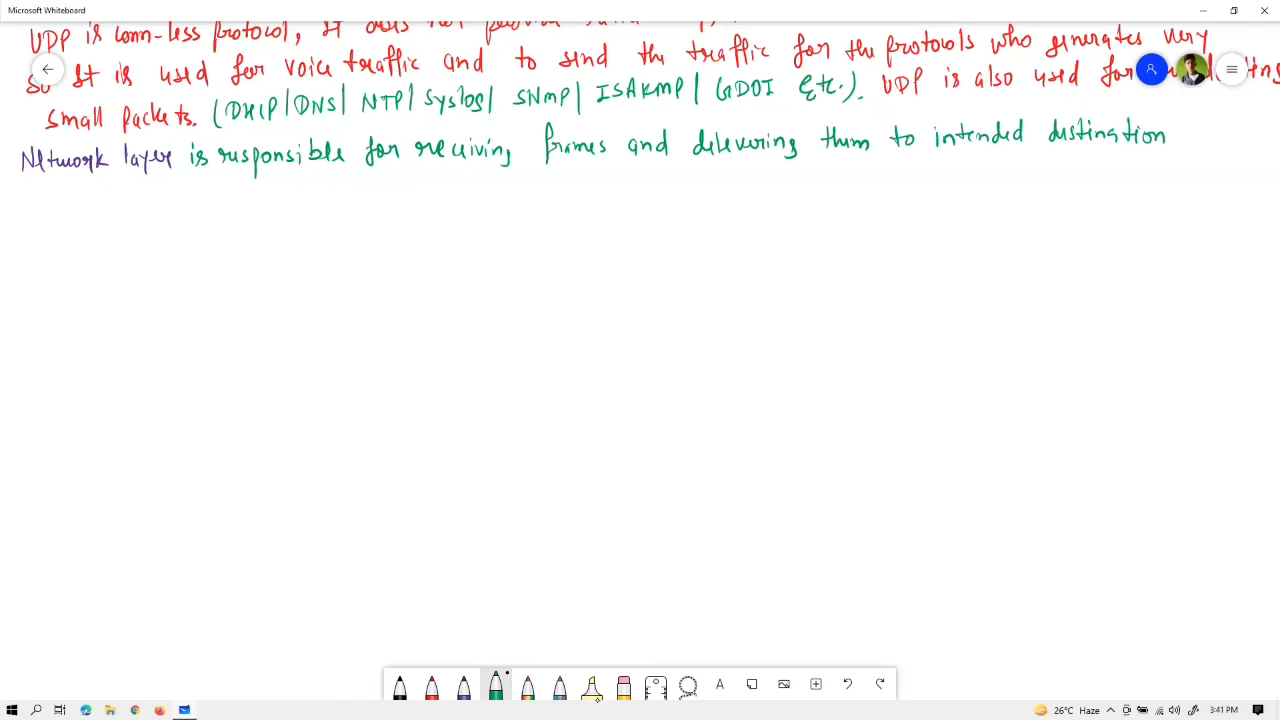 Microsoft Whiteboard
UDP is conn-less protocol, It does not provide
So It is used for voice traffic and to send the traffic for the protocols who generates very
small packets. (DHCP|DNS| NTP| Syslog| SNMP| ISAKMP| GDOI Etc.). UDP is also used for
Network layer is responsible for receiving frames and delevering them to intended distination
26°C Haze
3:41 PM